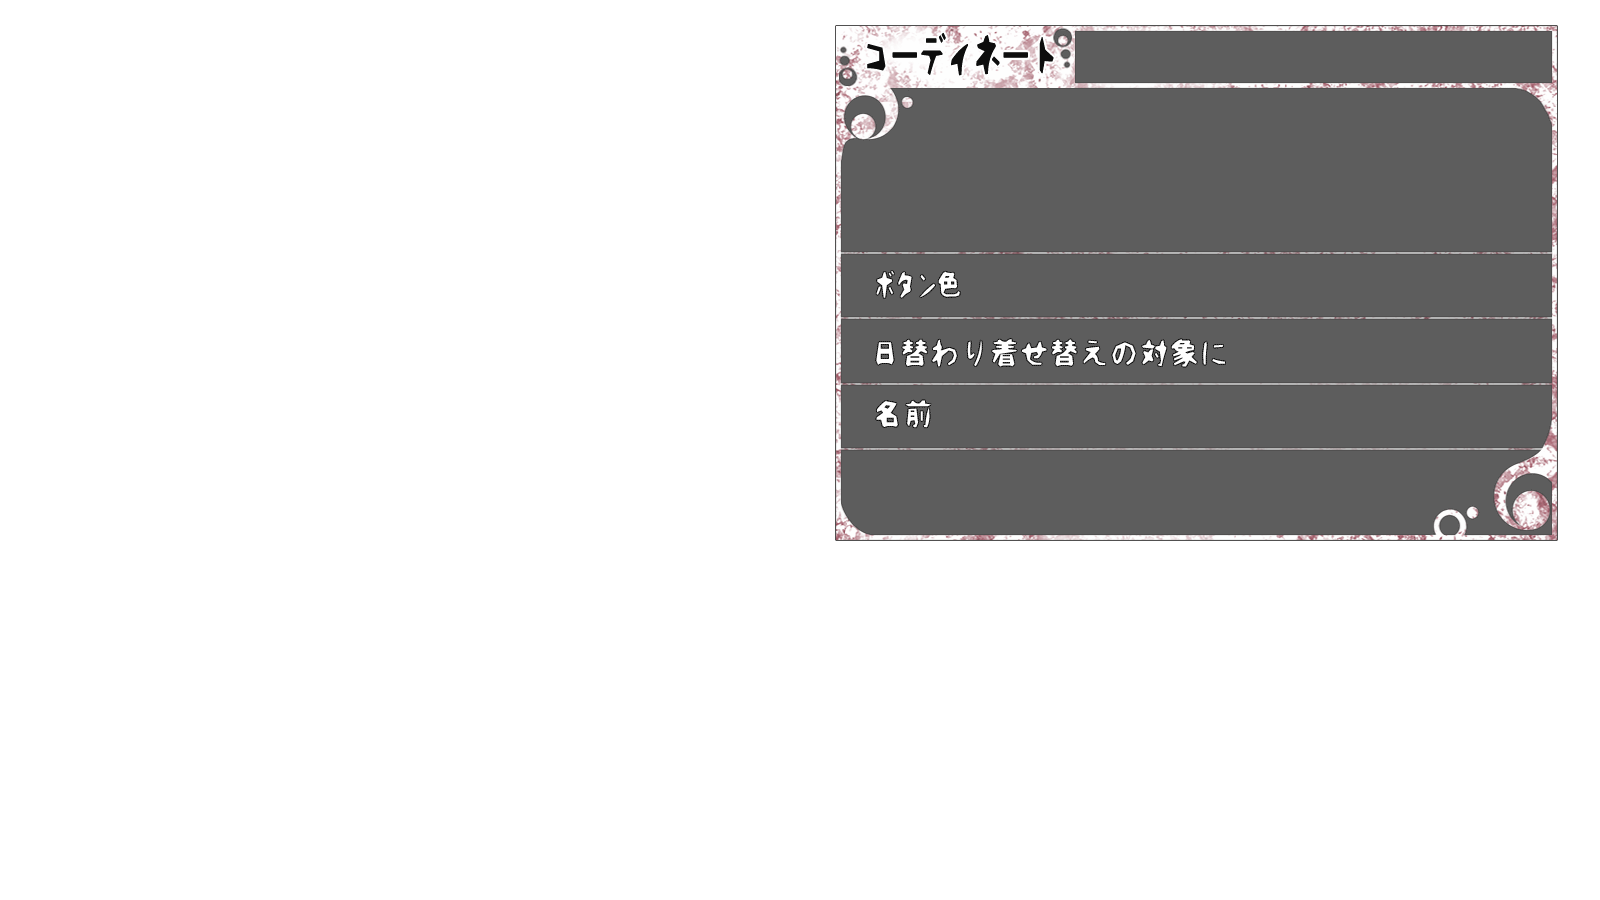 コーディネート
ボタン色
日替わり着せ替えの対象に
名前